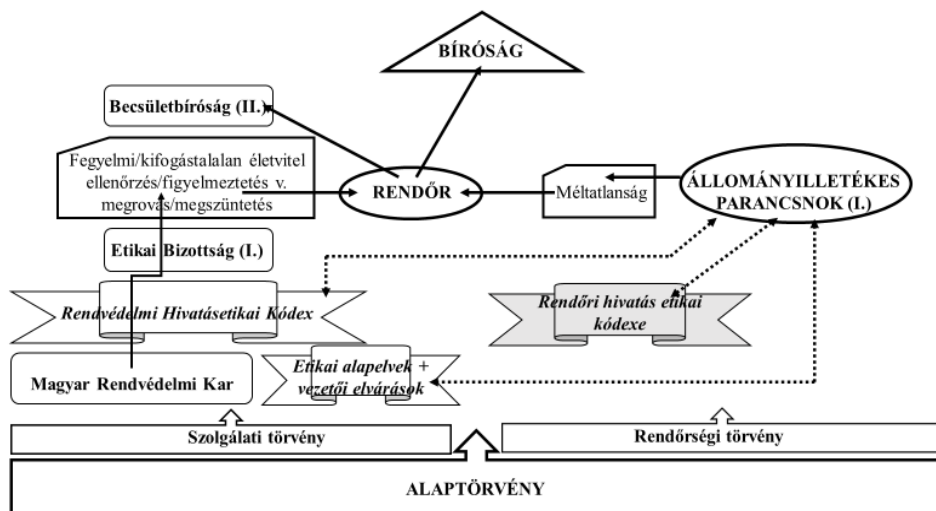 BÍRÓSÁG
Becsületbíróság (II.)
Fegyelmi/kifogástalalan életvitel
ellenőrzés/figyelmeztetés v.
megrovás/megszüntetés
RENDŐR
Méltatlanság
ÁLLOMÁNYILLETÉKES
PARANCSNOK (I.)
Etikai Bizottság (I.)
Rendvédelmi Hivatásetikai Kódex
Rendőri hivatás etikai
kódexe
Magyar Rendvédelmi Kar
Etikai alapelvek +
vezetői elvárások
Szolgálati törvény
Rendőrségi törvény
ALAPTÖRVÉNY